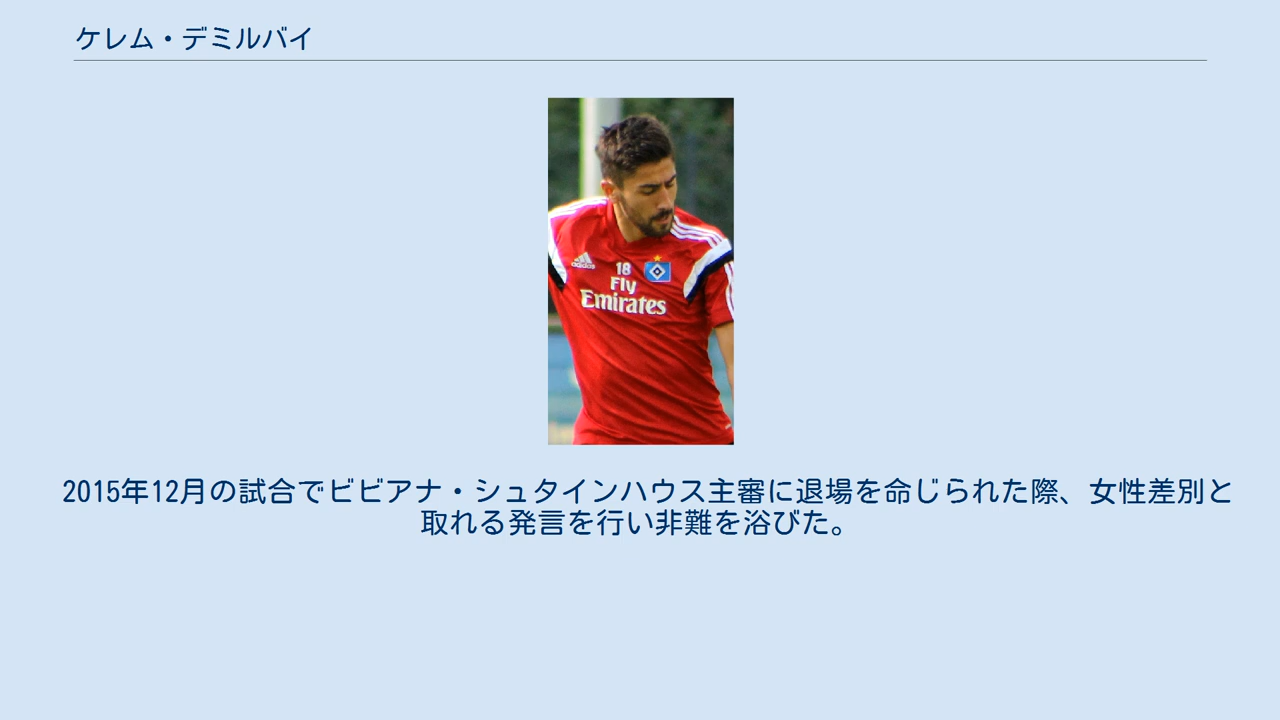 ケレム・デミルバイ
adidas
18
Fly
Emirates
2015年12月の試合でビビアナ・シュタインハウス主審に退場を命じられた際、女性差別と
取れる発言を行い非難を浴びた。